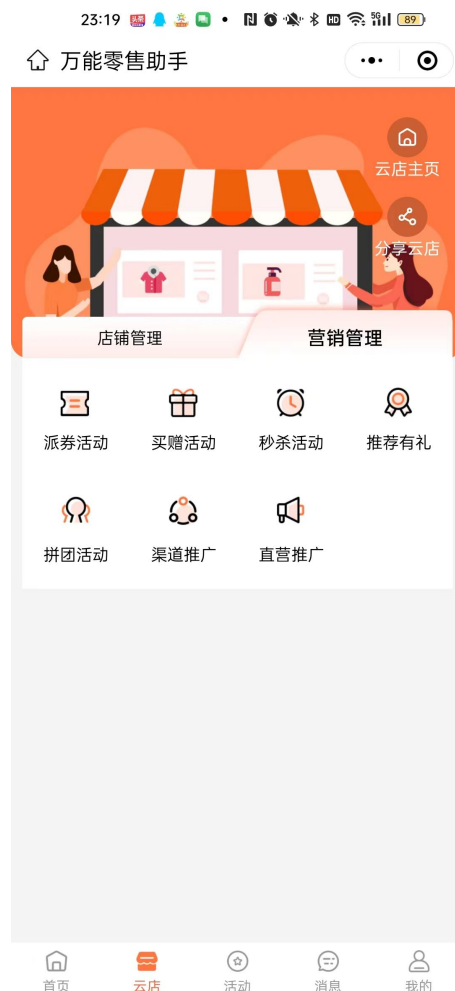 23:19
HD
5G
89
万能零售助手
云店主页
分享云店
店铺管理
营销管理
派券活动 买赠活动 秒杀活动 推荐有礼
拼团活动 渠道推广 直营推广
首页 云店 活动 消息 我的